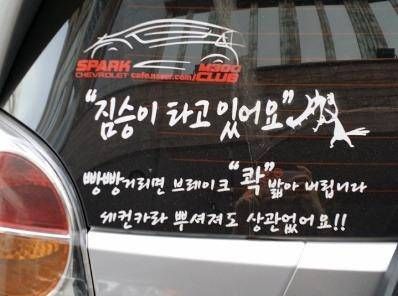 SPARK M300
CHEVROLET cafe.naver.com/ CLUB
"짐승이 타고 있어요"
빵빵거리면 브레이크 "콱" 밟아 버립니다
세컨카라 뿌셔져도 상관없어요!!